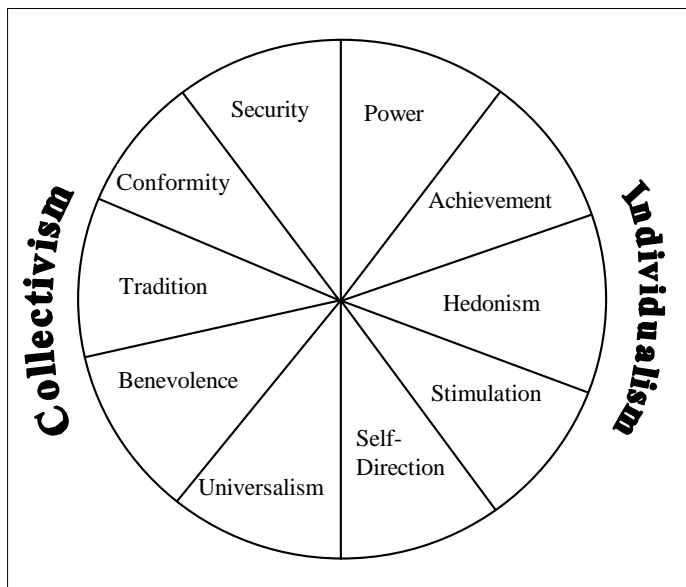 Security
Power
Conformity
Achievement
Collectivism
Individualism
Tradition
Hedonism
Benevolence
Stimulation
Self-
Direction
Universalism